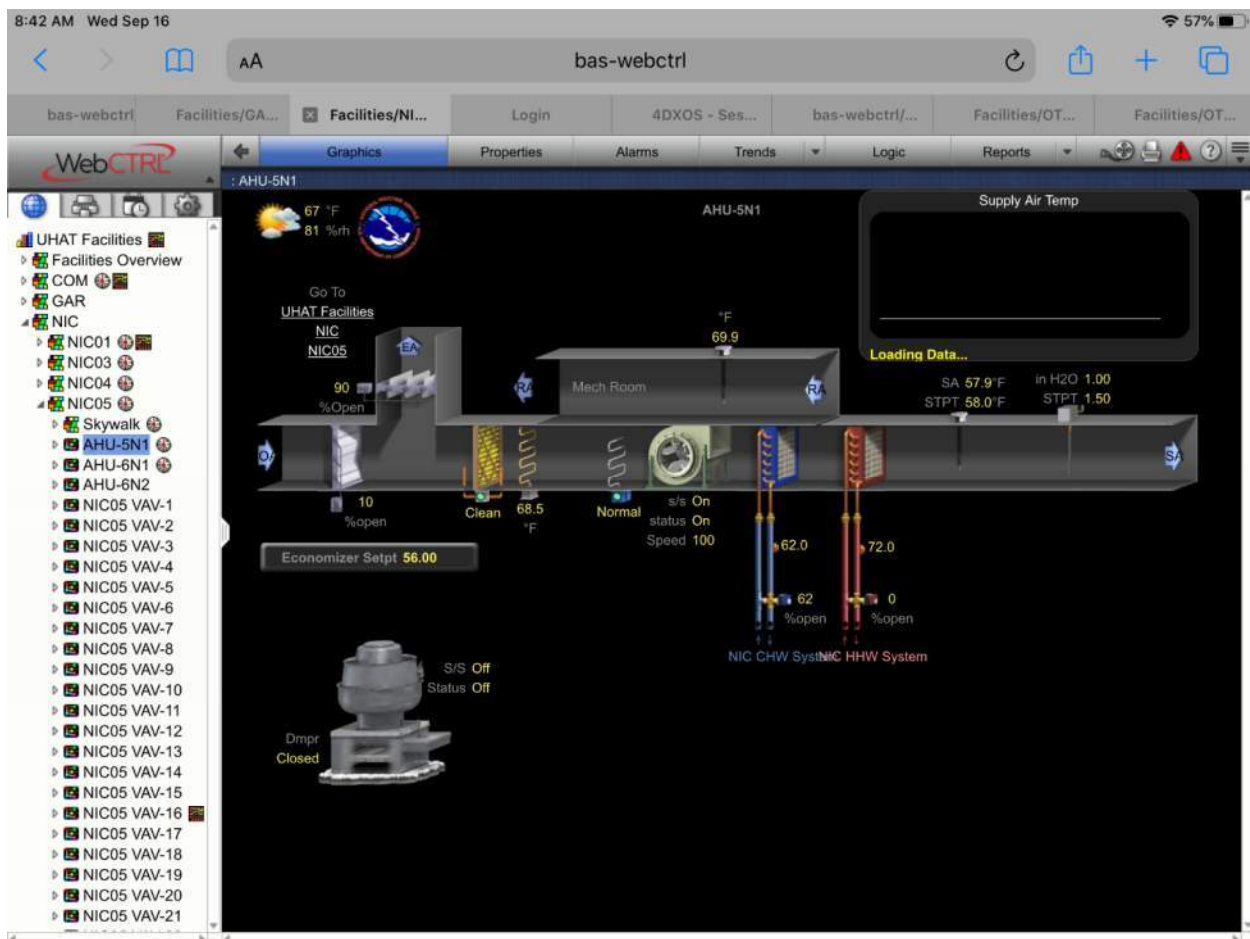 8:42 AM Wed Sep 16
57%
AA
bas-webctrl
bas-webctrl
Facilities/GA...
Facilities/NI...
Login
4DXOS - Ses...
bas-webctrl/...
Facilities/OT...
Facilities/OT...
WebCTRL
Graphics
Properties
Alarms
Trends
Logic
Reports
?
: AHU-5N1
UHAT Facilities
Facilities Overview
COM
GAR
NIC
NIC01
NIC03
NIC04
NIC05
Skywalk
AHU-5N1
AHU-6N1
AHU-6N2
NIC05 VAV-1
NIC05 VAV-2
NIC05 VAV-3
NIC05 VAV-4
NIC05 VAV-5
NIC05 VAV-6
NIC05 VAV-7
NIC05 VAV-8
NIC05 VAV-9
NIC05 VAV-10
NIC05 VAV-11
NIC05 VAV-12
NIC05 VAV-13
NIC05 VAV-14
NIC05 VAV-15
NIC05 VAV-16
NIC05 VAV-17
NIC05 VAV-18
NIC05 VAV-19
NIC05 VAV-20
NIC05 VAV-21
67 °F
81 %rh
AHU-5N1
Supply Air Temp
Loading Data...
Go To
UHAT Facilities
NIC
NIC05
EA
90
%Open
RA
Mech Room
RA
°F
69.9
SA 57.9°F
STPT 58.0°F
in H2O 1.00
STPT 1.50
OA
SA
10
%open
Clean
68.5
°F
Normal
s/s On
status On
Speed 100
62.0
72.0
62
%open
0
%open
NIC CHW System
NIC HHW System
Economizer Setpt 56.00
S/S Off
Status Off
Dmpr
Closed